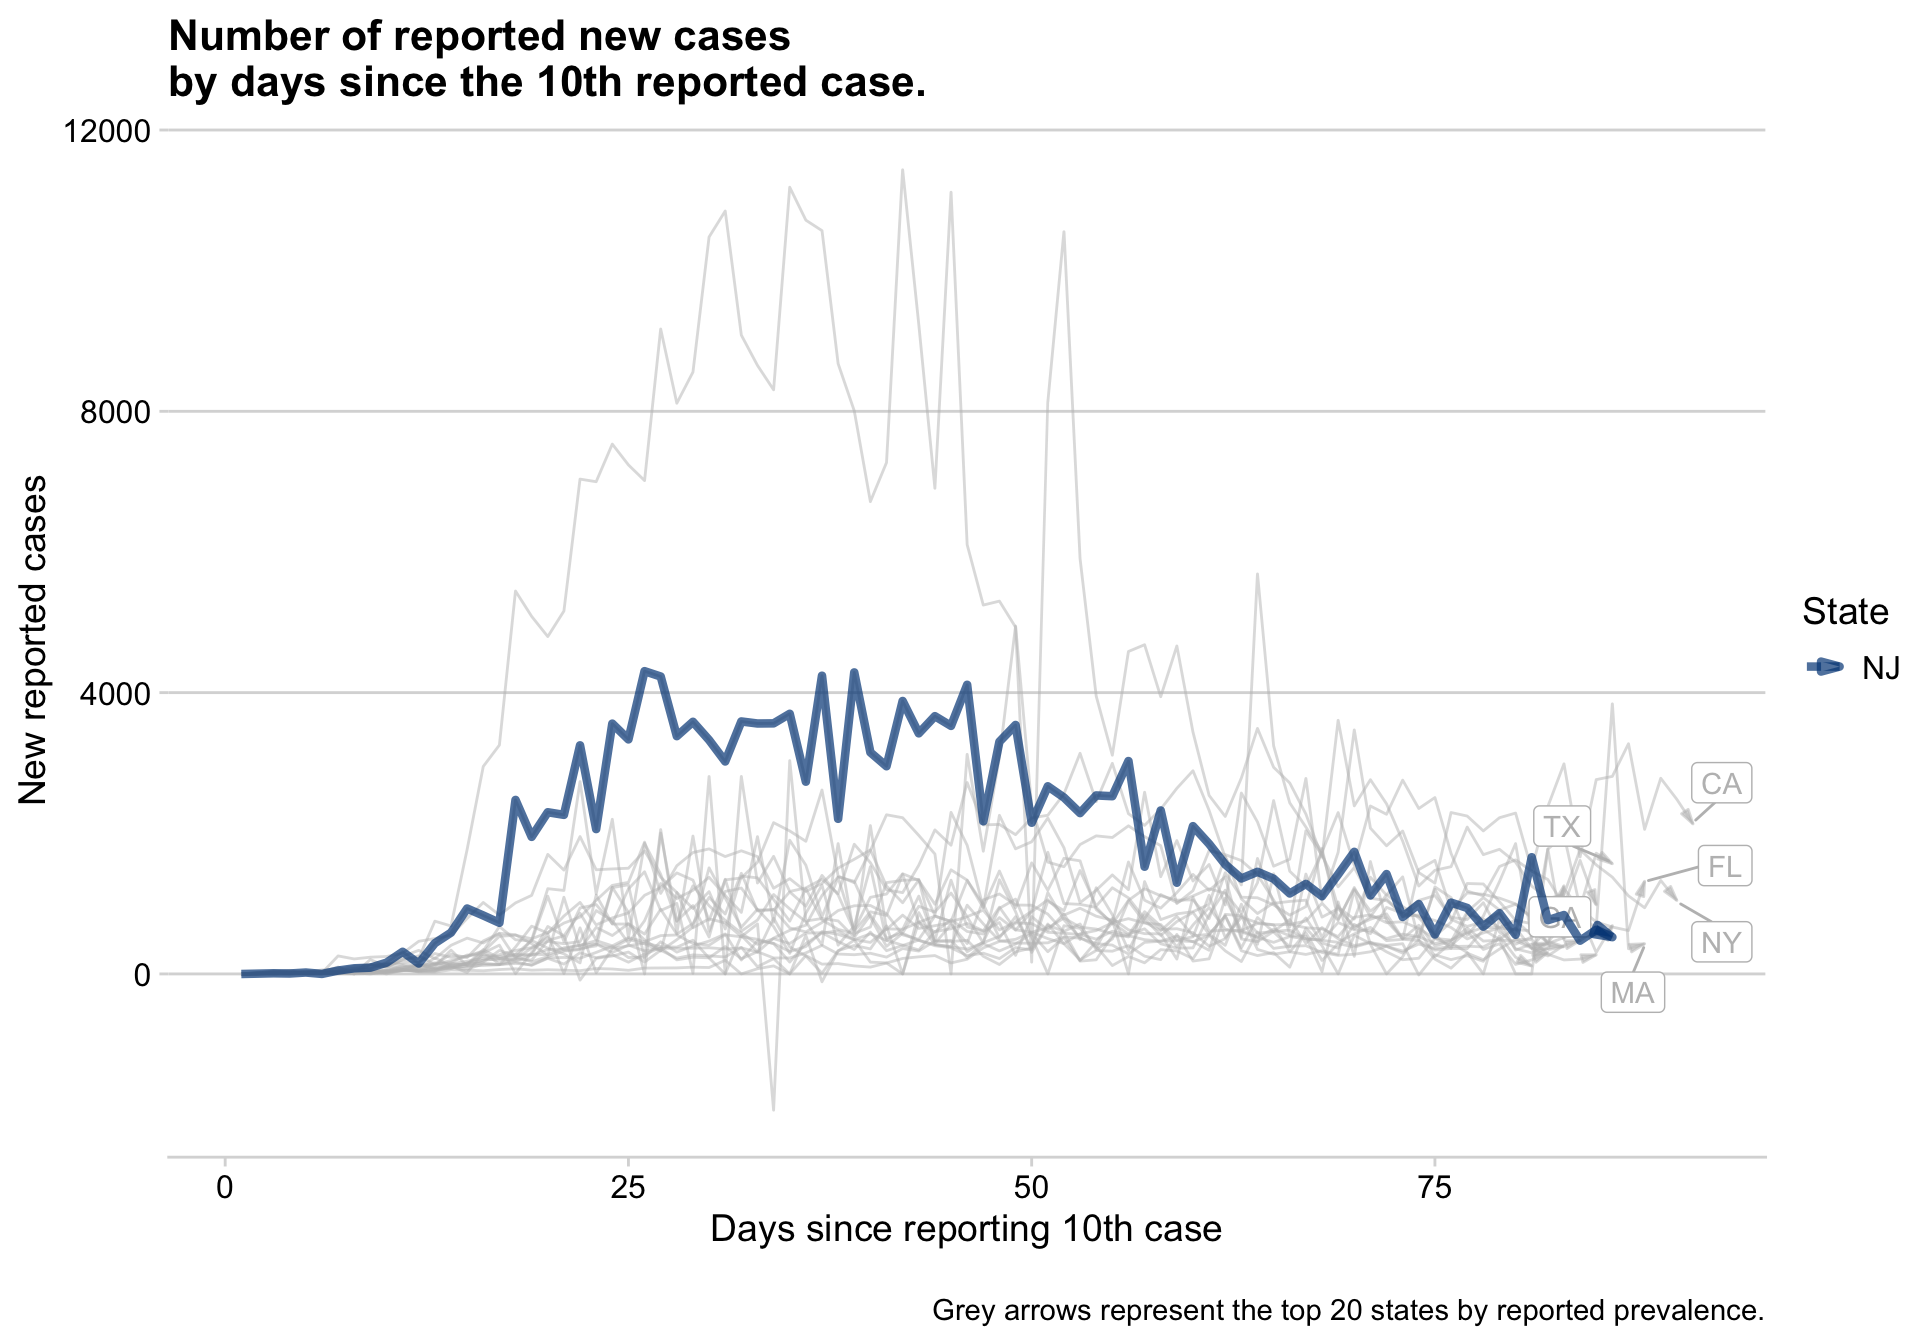 Number of reported new cases
by days since the 10th reported case.
12000
8000
4000
0
New reported cases
CA
TX
FL
NY
MA
State
NJ
0
25
50
75
Days since reporting 10th case
Grey arrows represent the top 20 states by reported prevalence.